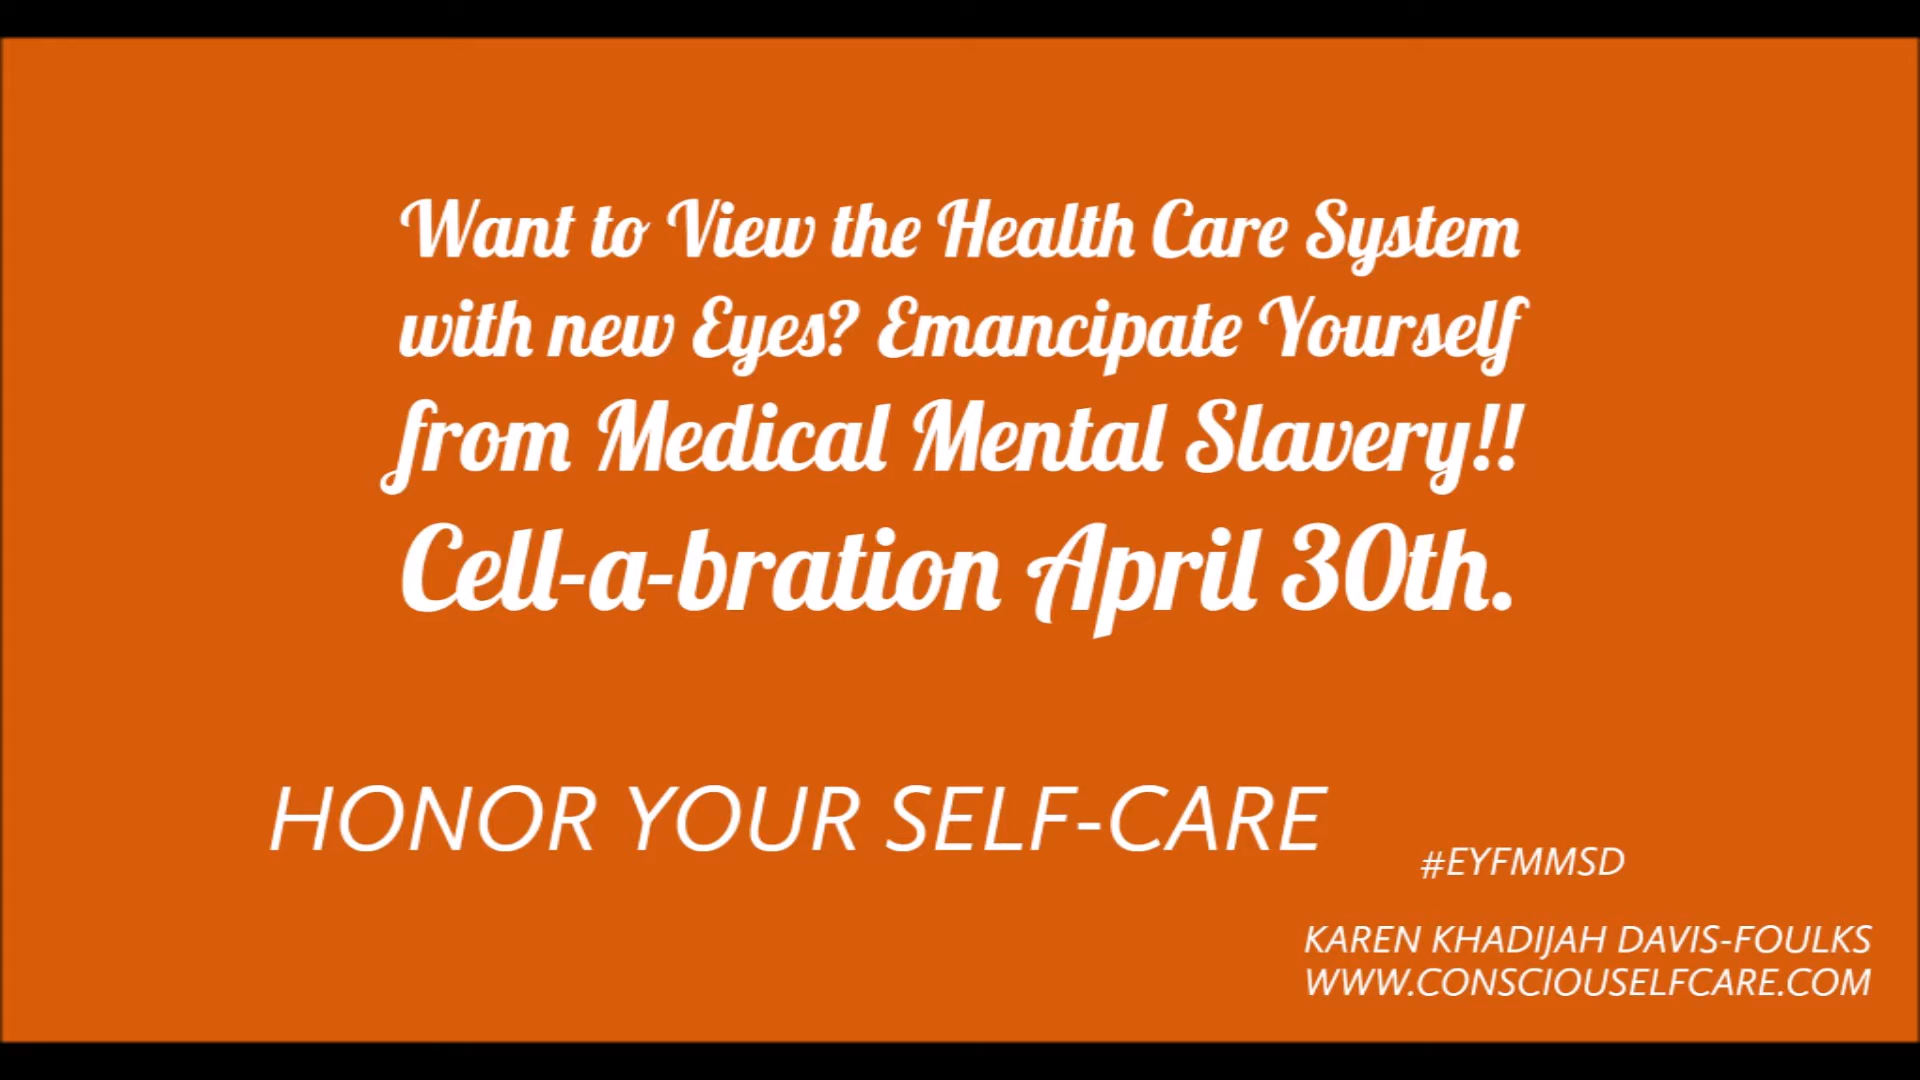 Want to View the Health Care System
with new Eyes? Emancipate Yourself
from Medical Mental Slavery!!
Cell-a-bration April 30th.
HONOR YOUR SELF-CARE
#EYFMMSD
KAREN KHADIJAH DAVIS-FOULKS
WWW.CONSCIOUSELFCARE.COM